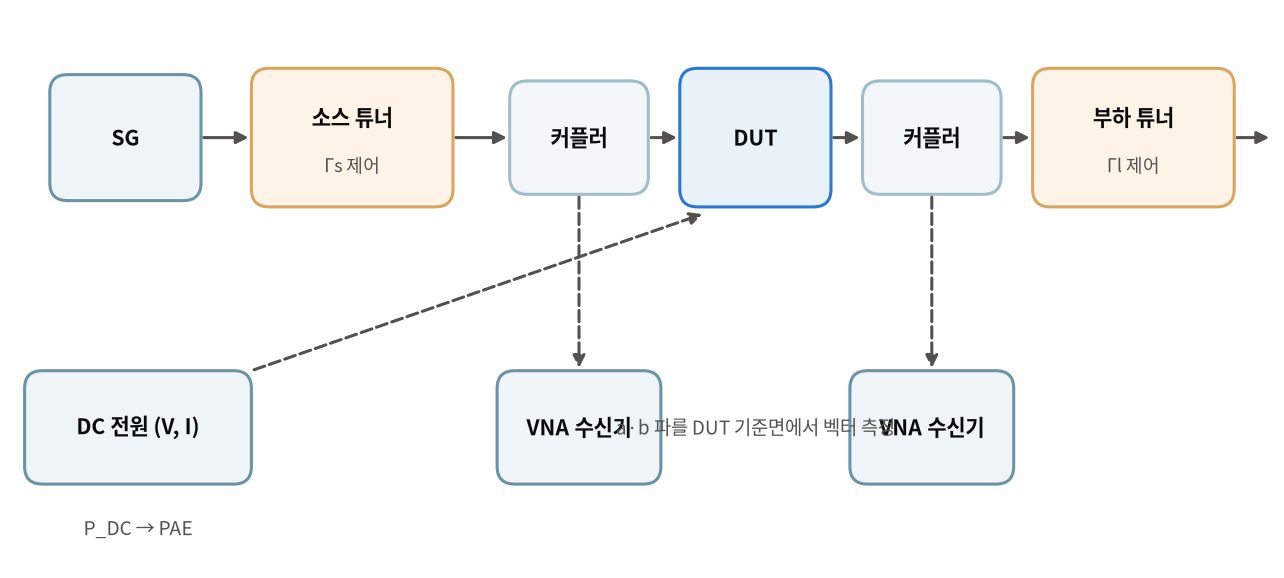 SG
소스 튜너
Γs 제어
커플러
DUT
커플러
부하 튜너
Γl 제어
DC 전원 (V, I)
VNA 수신기
a·b 파를 DUT 기준면에서 벡터 측정
VNA 수신기
P_DC → PAE